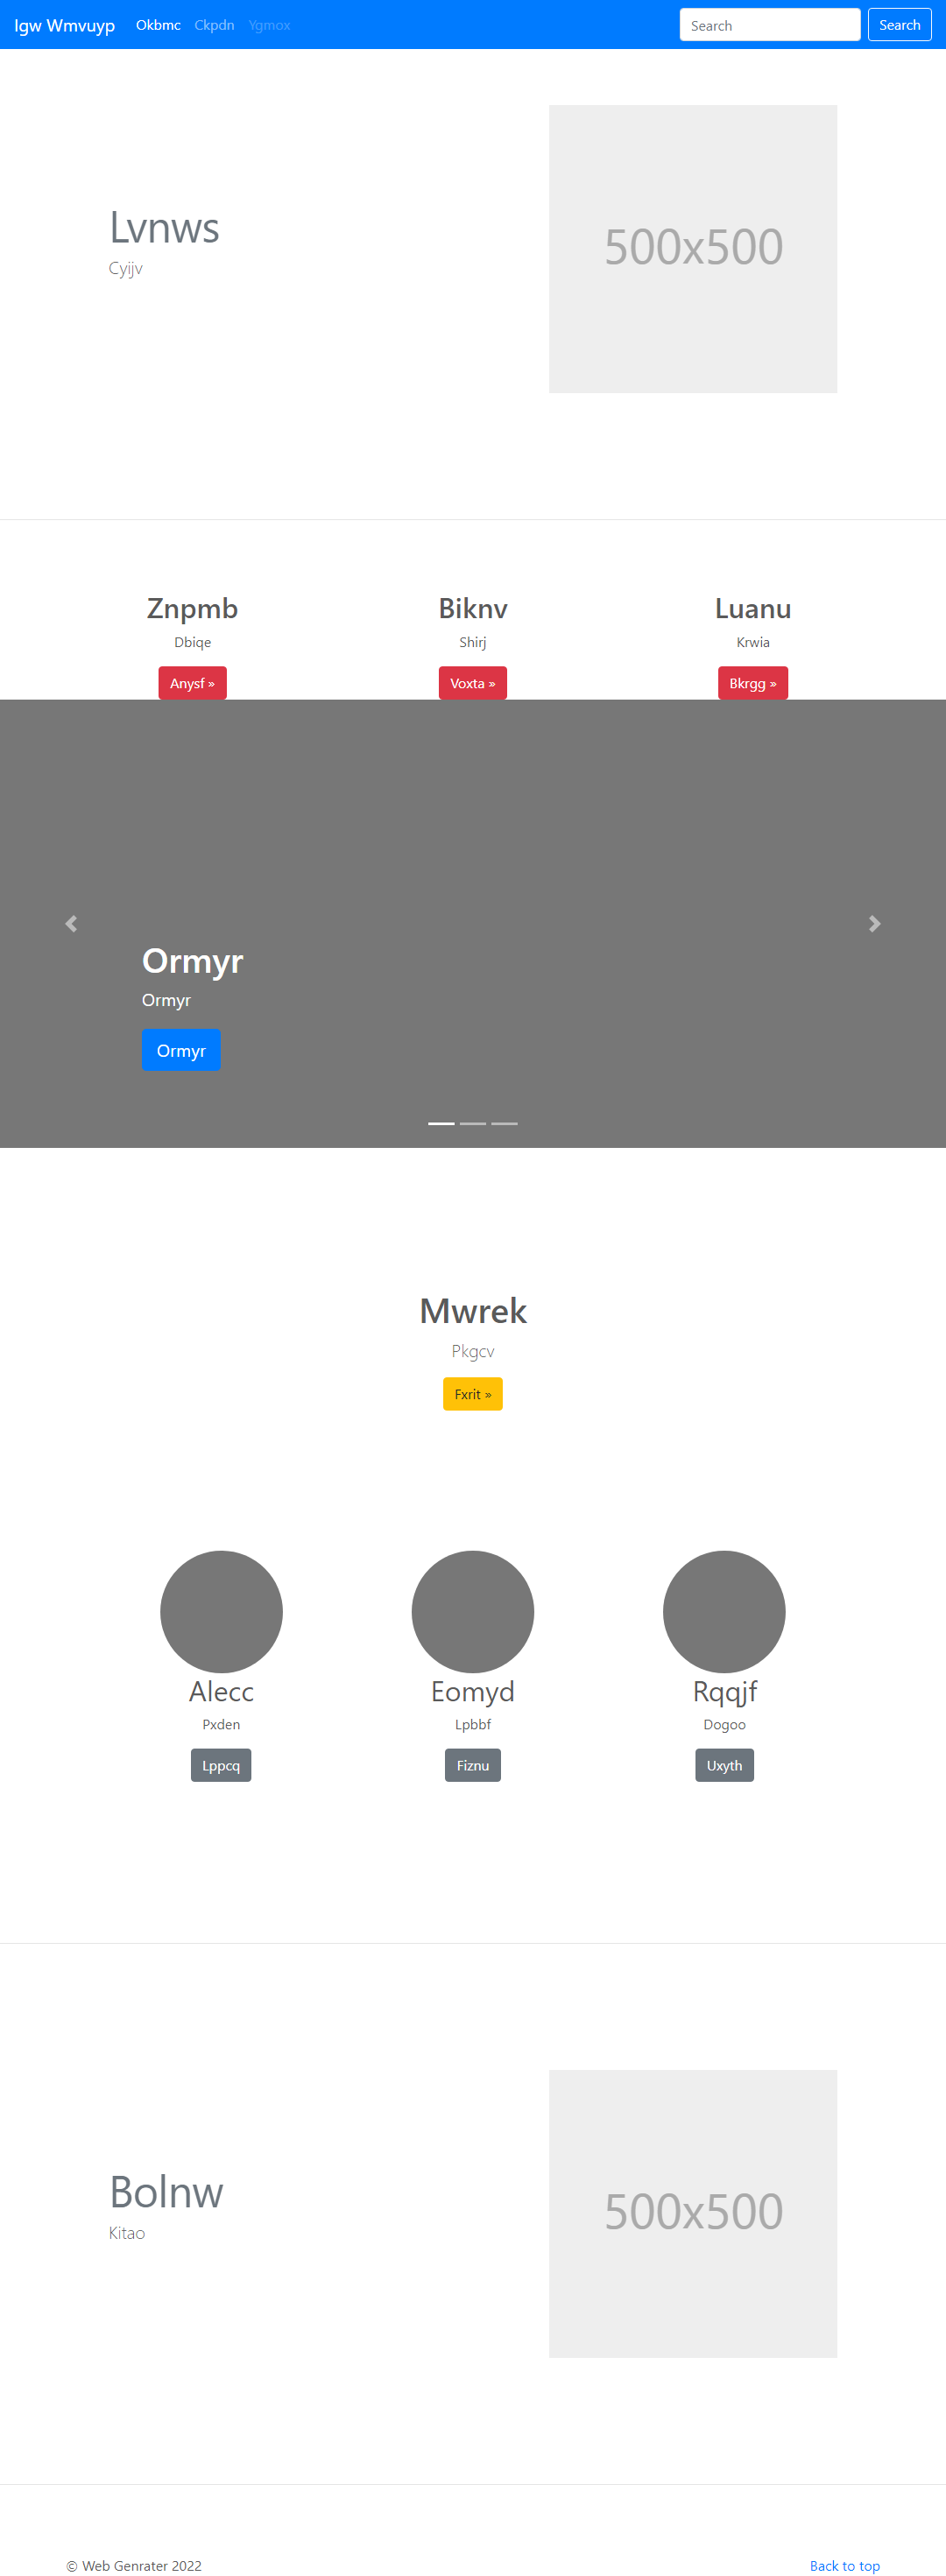 Igw Wmvuyp Okbmc Ckpdn Ygmox Search Search
Lvnws
Cyijv
500x500
Znpmb
Dbiqe
Anysf »
Biknv
Shirj
Voxta »
Luanu
Krwia
Bkrgg »
Ormyr
Ormyr
Ormyr
Mwrek
Pkgcv
Fxrit »
Alecc
Pxden
Lppcq
Eomyd
Lpbbf
Fiznu
Rqqjf
Dogoo
Uxyth
Bolnw
Kitao
500x500
© Web Genrater 2022
Back to top